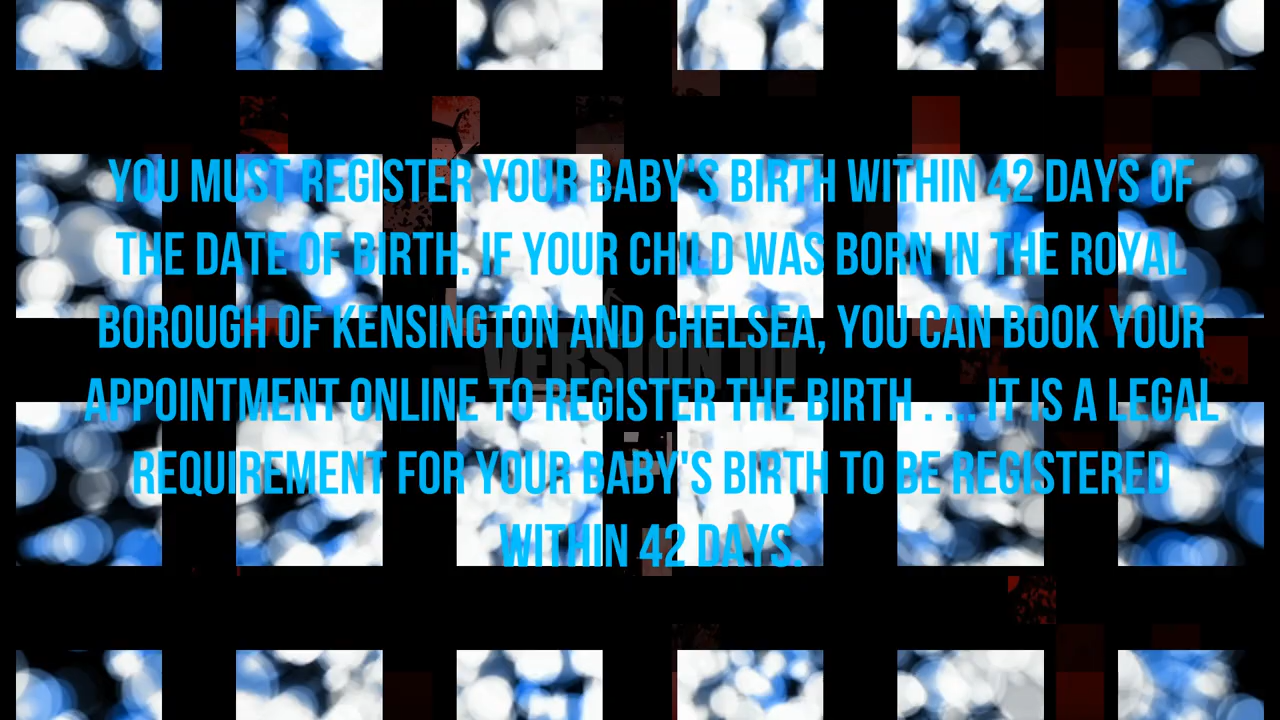 YOU MUST REGISTER YOUR BABY'S BIRTH WITHIN 42 DAYS OF
THE DATE OF BIRTH. IF YOUR CHILD WAS BORN IN THE ROYAL
BOROUGH OF KENSINGTON AND CHELSEA, YOU CAN BOOK YOUR
VERSION III
APPOINTMENT ONLINE TO REGISTER THE BIRTH . ... IT IS A LEGAL
REQUIREMENT FOR YOUR BABY'S BIRTH TO BE REGISTERED
WITHIN 42 DAYS.